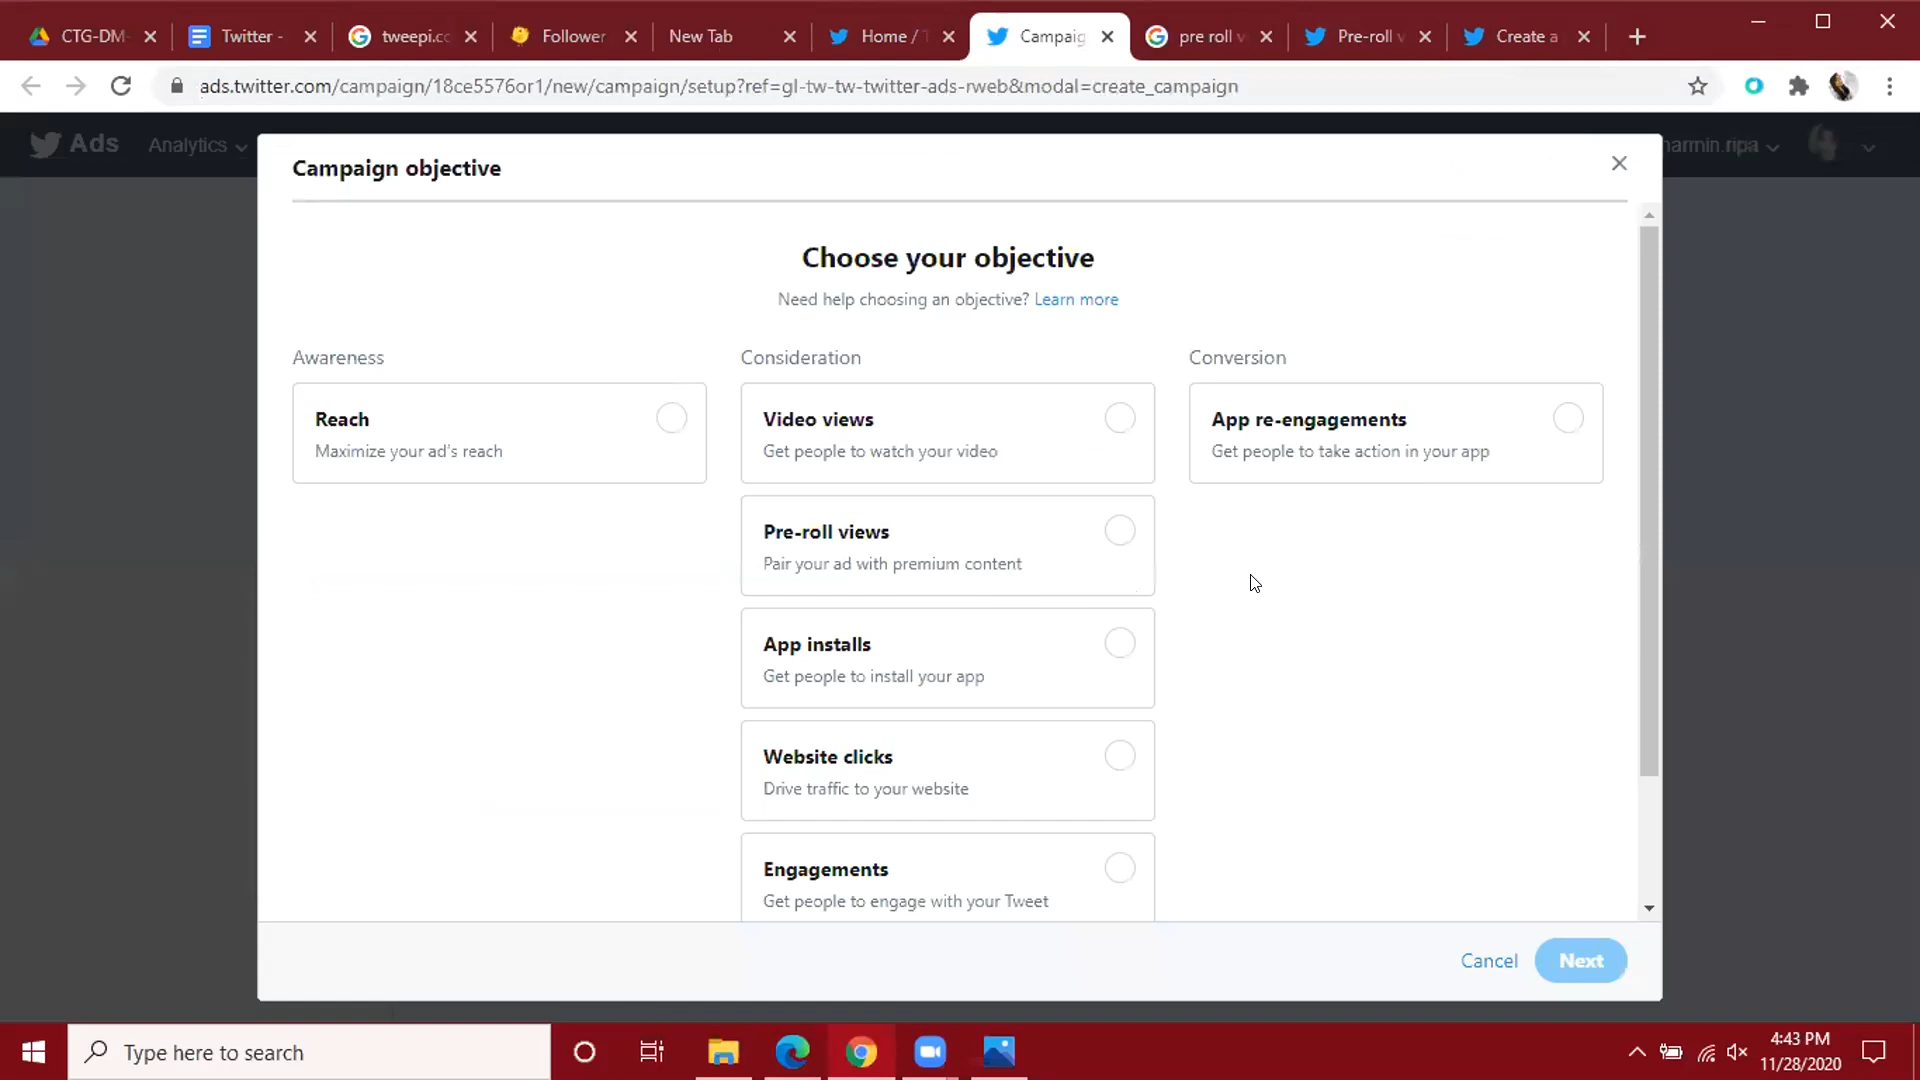 CTG-DM-
Twitter -
tweepi.cc
Follower
New Tab
Home / T
Campaig
pre roll v
Pre-roll v
Create a
ads.twitter.com/campaign/18ce5576or1/new/campaign/setup?ref=gl-tw-tw-twitter-ads-rweb&modal=create_campaign
Ads
Analytics
harmin.ripa
Campaign objective
Choose your objective
Need help choosing an objective? Learn more
Awareness
Reach
Maximize your ad's reach
Consideration
Video views
Get people to watch your video
Pre-roll views
Pair your ad with premium content
App installs
Get people to install your app
Website clicks
Drive traffic to your website
Engagements
Get people to engage with your Tweet
Conversion
App re-engagements
Get people to take action in your app
Cancel
Next
Type here to search
4:43 PM
11/28/2020